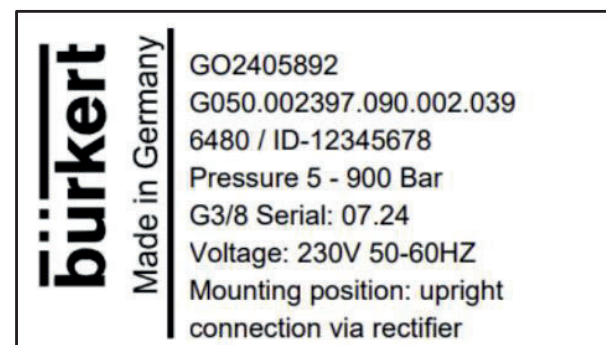 bürkert
Made in Germany
GO2405892
G050.002397.090.002.039
6480 / ID-12345678
Pressure 5 - 900 Bar
G3/8 Serial: 07.24
Voltage: 230V 50-60HZ
Mounting position: upright
connection via rectifier